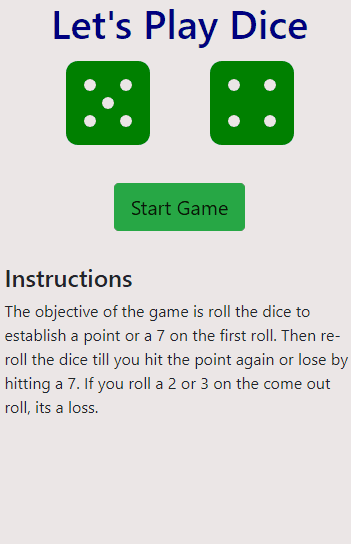 Let's Play Dice
Start Game
Instructions
The objective of the game is roll the dice to
establish a point or a 7 on the first roll. Then re-
roll the dice till you hit the point again or lose by
hitting a 7. If you roll a 2 or 3 on the come out
roll, its a loss.